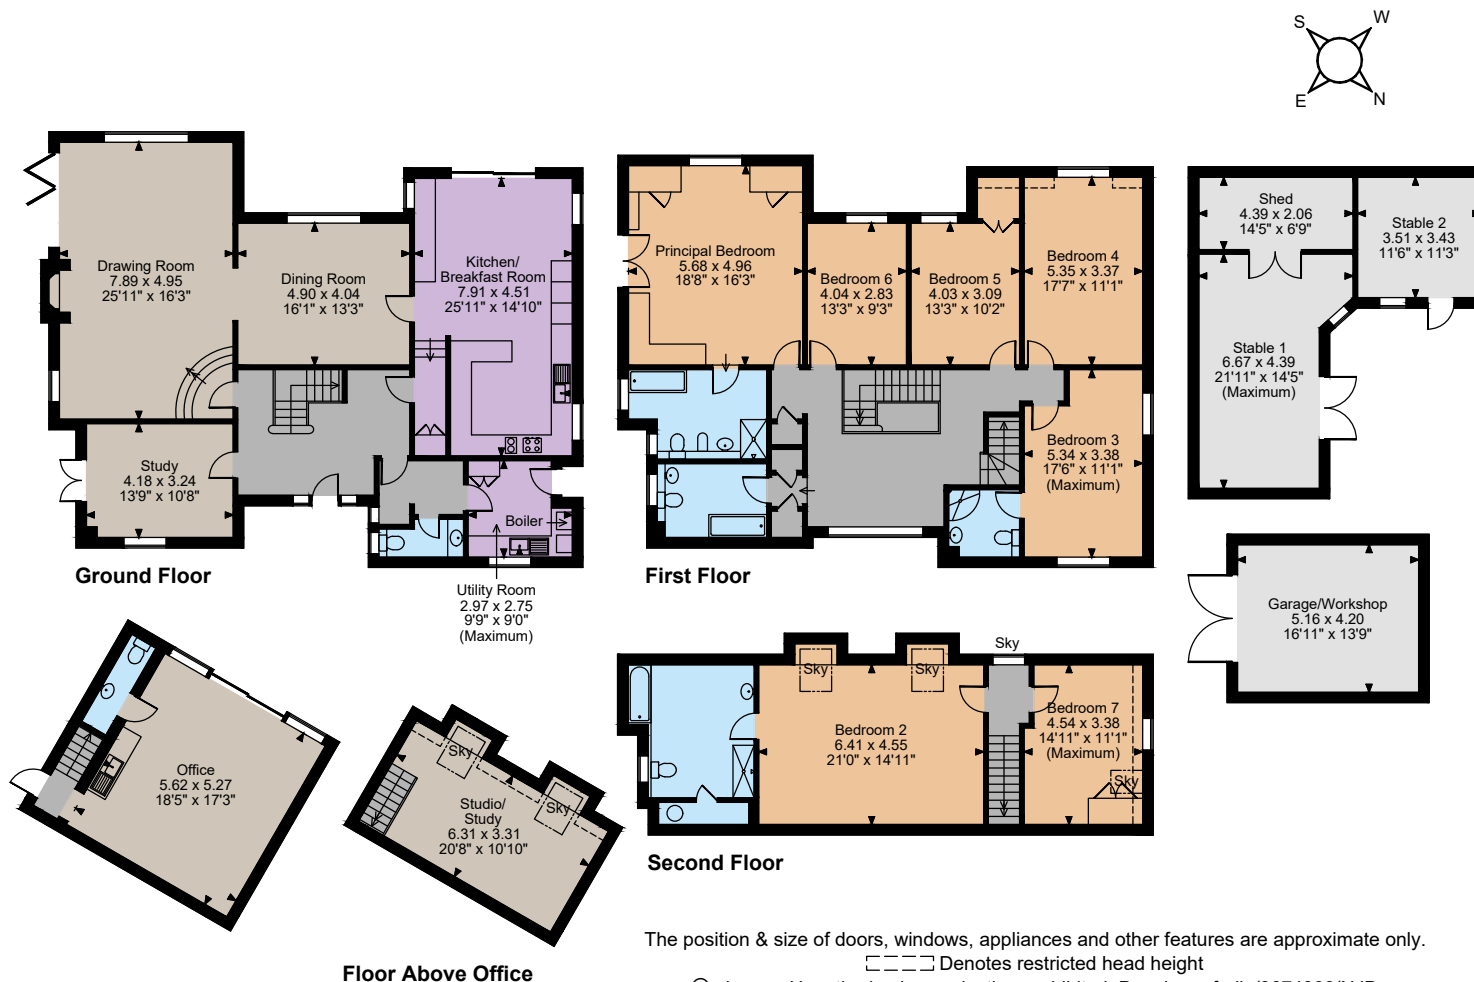 S
W
E
N
Drawing Room
7.89 x 4.95
25'11" x 16'3"
Dining Room
4.90 x 4.04
16'1" x 13'3"
Kitchen/
Breakfast Room
7.91 x 4.51
25'11" x 14'10"
Study
4.18 x 3.24
13'9" x 10'8"
Boiler
Utility Room
2.97 x 2.75
9'9" x 9'0"
(Maximum)
Ground Floor
Principal Bedroom
5.68 x 4.96
18'8" x 16'3"
Bedroom 6
4.04 x 2.83
13'3" x 9'3"
Bedroom 5
4.03 x 3.09
13'3" x 10'2"
Bedroom 4
5.35 x 3.37
17'7" x 11'1"
Bedroom 3
5.34 x 3.38
17'6" x 11'1"
(Maximum)
First Floor
Shed
4.39 x 2.06
14'5" x 6'9"
Stable 2
3.51 x 3.43
11'6" x 11'3"
Stable 1
6.67 x 4.39
21'11" x 14'5"
(Maximum)
Garage/Workshop
5.16 x 4.20
16'11" x 13'9"
Office
5.62 x 5.27
18'5" x 17'3"
Sky
Sky
Studio/
Study
6.31 x 3.31
20'8" x 10'10"
Floor Above Office
Sky
Sky
Sky
Bedroom 2
6.41 x 4.55
21'0" x 14'11"
Bedroom 7
4.54 x 3.38
14'11" x 11'1"
(Maximum)
Sky
Second Floor
The position & size of doors, windows, appliances and other features are approximate only.
Denotes restricted head height